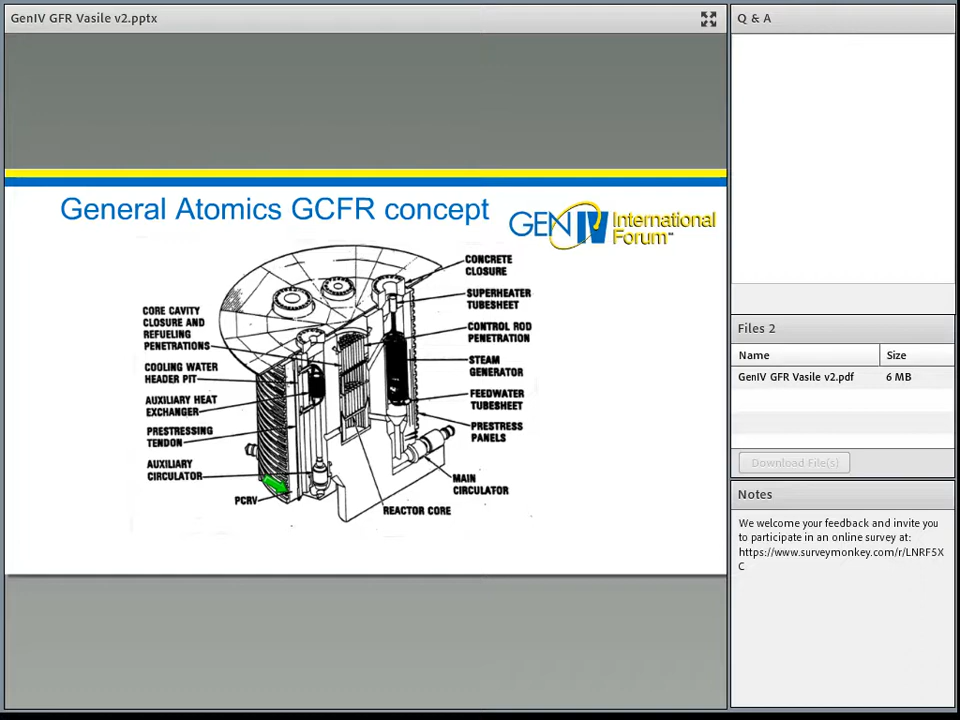 GenIV GFR Vasile v2.pptx
General Atomics GCFR concept
GENIV International
Forum™
CONCRETE
CLOSURE
SUPERHEATER
TUBESHEET
CONTROL ROD
PENETRATION
STEAM
GENERATOR
FEEDWATER
TUBESHEET
PRESTRESS
PANELS
MAIN
CIRCULATOR
REACTOR CORE
CORE CAVITY
CLOSURE AND
REFUELING
PENETRATIONS
COOLING WATER
HEADER PIT
AUXILIARY HEAT
EXCHANGER
PRESTRESSING
TENDON
AUXILIARY
CIRCULATOR
PCRV
Q & A
Files 2
Name Size
GenIV GFR Vasile v2.pdf 6 MB
Download File(s)
Notes
We welcome your feedback and invite you
to participate in an online survey at:
https://www.surveymonkey.com/r/LNRF5X
C